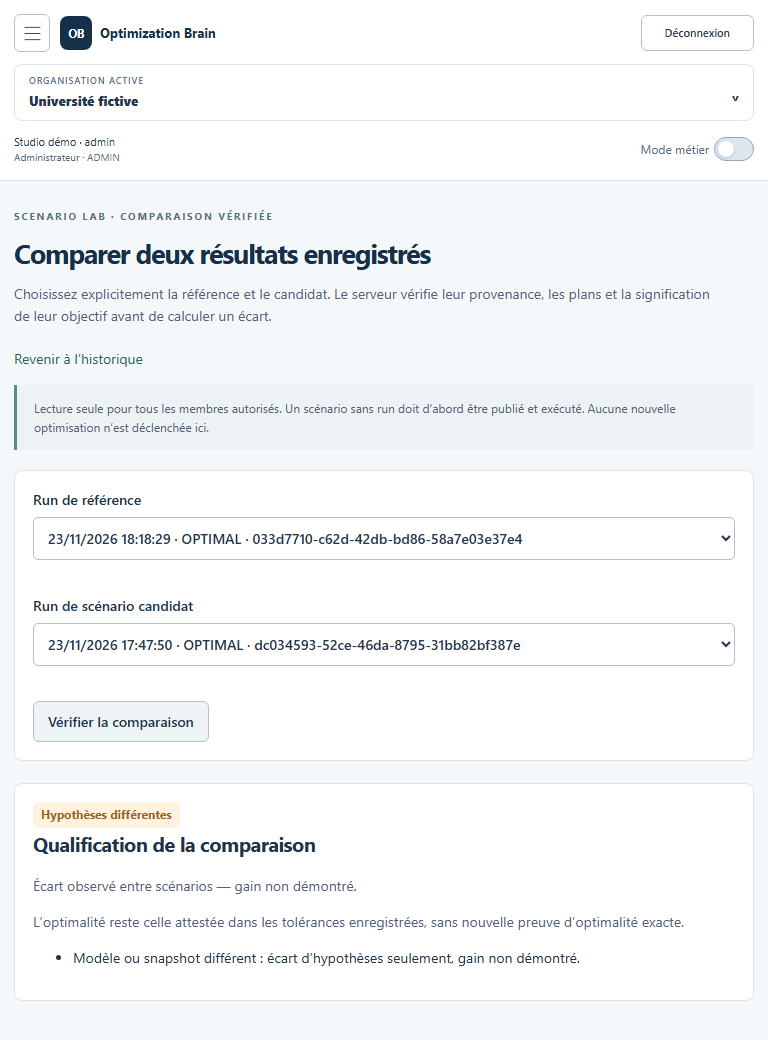 OB Optimization Brain
Déconnexion
ORGANISATION ACTIVE
Université fictive
v
Studio démo · admin
Administrateur · ADMIN
Mode métier
SCENARIO LAB · COMPARAISON VÉRIFIÉE
Comparer deux résultats enregistrés
Choisissez explicitement la référence et le candidat. Le serveur vérifie leur provenance, les plans et la signification
de leur objectif avant de calculer un écart.
Revenir à l’historique
Lecture seule pour tous les membres autorisés. Un scénario sans run doit d’abord être publié et exécuté. Aucune nouvelle
optimisation n’est déclenchée ici.
Run de référence
23/11/2026 18:18:29 · OPTIMAL · 033d7710-c62d-42db-bd86-58a7e03e37e4
Run de scénario candidat
23/11/2026 17:47:50 · OPTIMAL · dc034593-52ce-46da-8795-31bb82bf387e
Vérifier la comparaison
Hypothèses différentes
Qualification de la comparaison
Écart observé entre scénarios — gain non démontré.
L’optimalité reste celle attestée dans les tolérances enregistrées, sans nouvelle preuve d’optimalité exacte.
• Modèle ou snapshot différent : écart d’hypothèses seulement, gain non démontré.